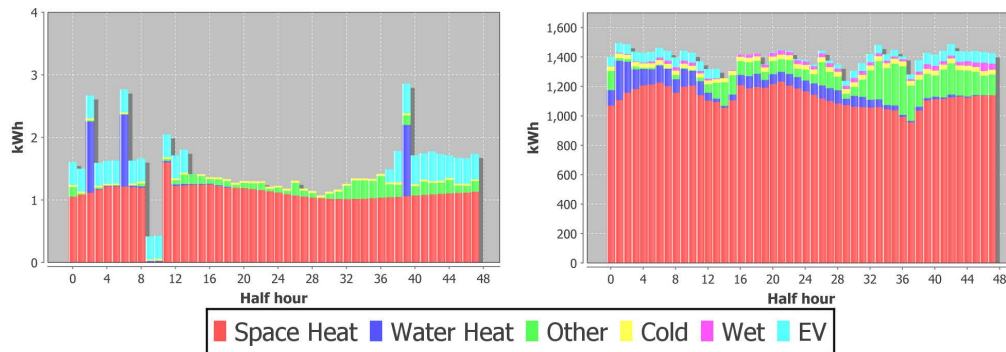 4
3
2
1
0
kWh
0 4 8 12 16 20 24 28 32 36 40 44 48
Half hour
1,600
1,400
1,200
1,000
800
600
400
200
0
kWh
0 4 8 12 16 20 24 28 32 36 40 44 48
Half hour
Space Heat Water Heat Other Cold Wet EV